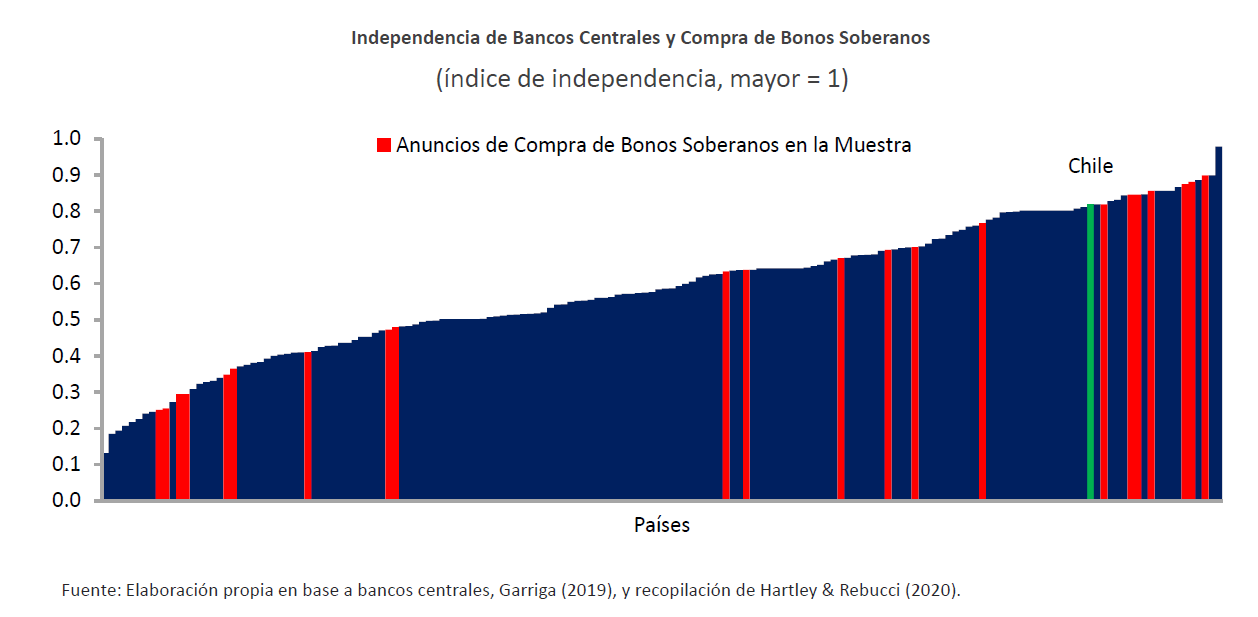 Independencia de Bancos Centrales y Compra de Bonos Soberanos
(índice de independencia, mayor = 1)
Anuncios de Compra de Bonos Soberanos en la Muestra
Chile
1.0
0.9
0.8
0.7
0.6
0.5
0.4
0.3
0.2
0.1
0.0
Países
Fuente: Elaboración propia en base a bancos centrales, Garriga (2019), y recopilación de Hartley & Rebucci (2020).